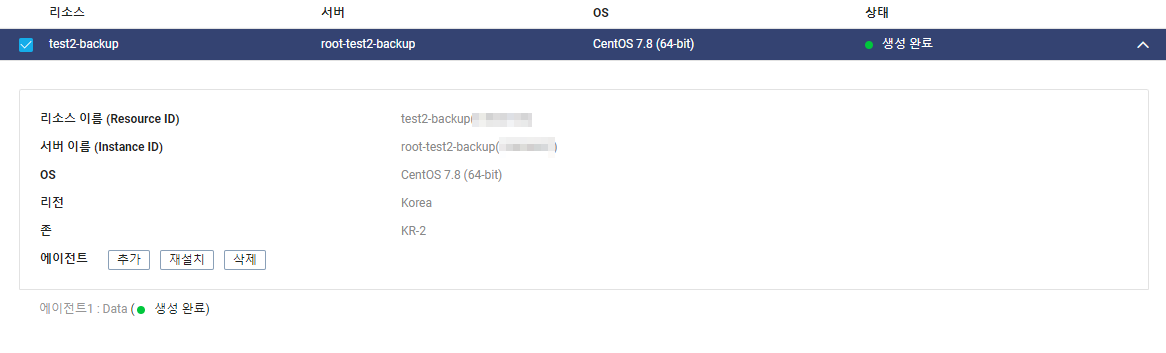 리소스 서버 OS 상태
test2-backup root-test2-backup CentOS 7.8 (64-bit) 생성 완료
리소스 이름 (Resource ID) test2-backup(
서버 이름 (Instance ID) root-test2-backup( )
OS CentOS 7.8 (64-bit)
리전 Korea
존 KR-2
에이전트 추가 재설치 삭제
에이전트1 : Data ( 생성 완료)